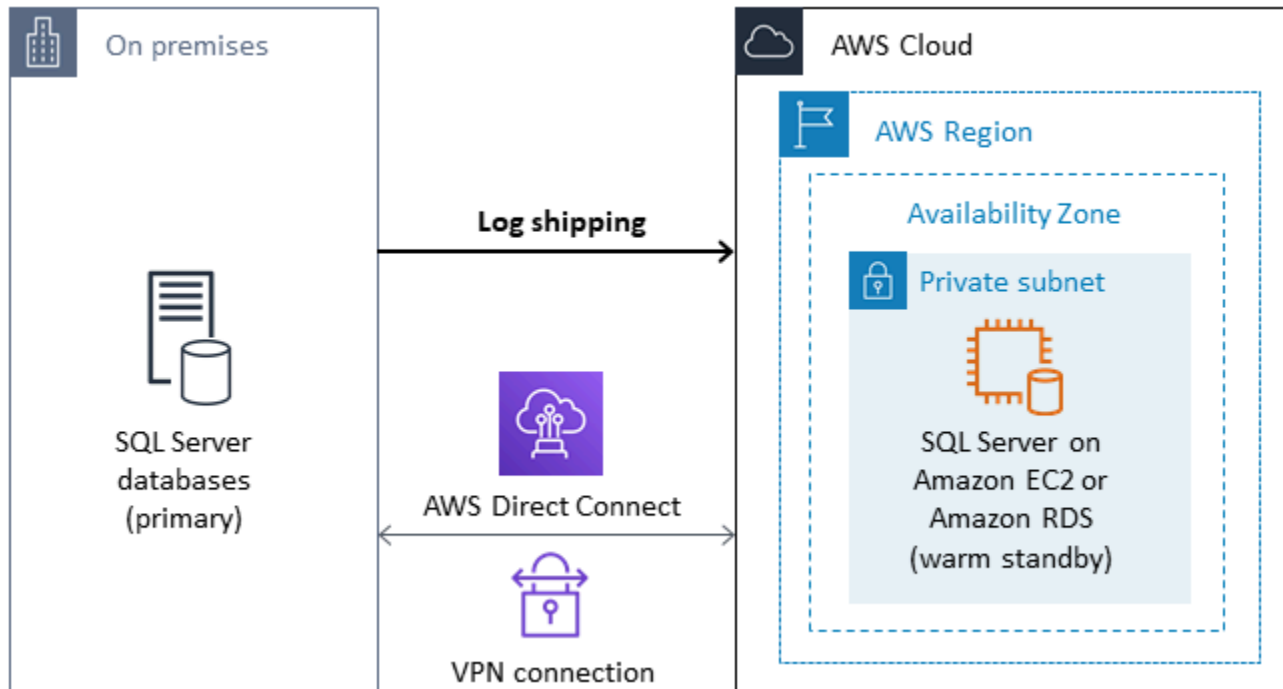 On premises
AWS Cloud
AWS Region
Availability Zone
Log shipping
Private subnet
SQL Server
databases
(primary)
AWS Direct Connect
VPN connection
SQL Server on
Amazon EC2 or
Amazon RDS
(warm standby)